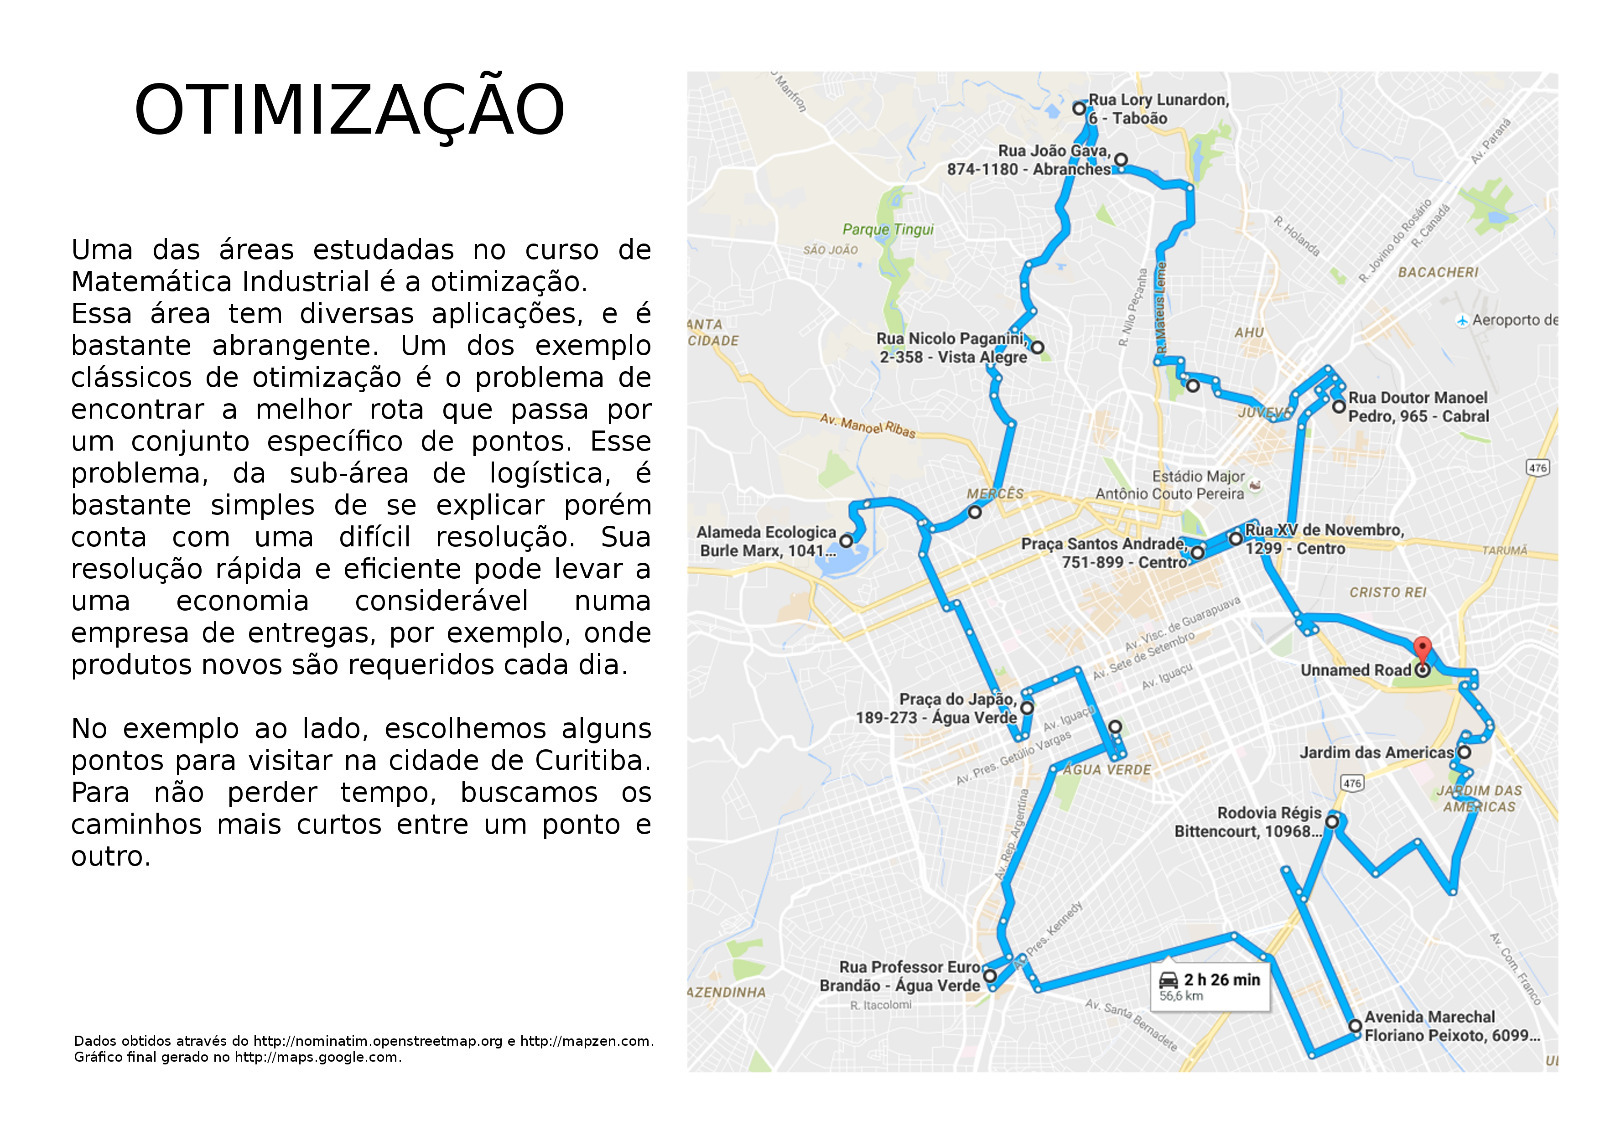 OTIMIZAÇÃO
Uma das áreas estudadas no curso de
Matemática Industrial é a otimização.
Essa área tem diversas aplicações, e é
bastante abrangente. Um dos exemplo
clássicos de otimização é o problema de
encontrar a melhor rota que passa por
um conjunto específico de pontos. Esse
problema, da sub-área de logística, é
bastante simples de se explicar porém
conta com uma difícil resolução. Sua
resolução rápida e eficiente pode levar a
uma economia considerável numa
empresa de entregas, por exemplo, onde
produtos novos são requeridos cada dia.
No exemplo ao lado, escolhemos alguns
pontos para visitar na cidade de Curitiba.
Para não perder tempo, buscamos os
caminhos mais curtos entre um ponto e
outro.
Dados obtidos através do http://nominatim.openstreetmap.org e http://mapzen.com.
Gráfico final gerado no http://maps.google.com.
Manfron
Rua Lory Lunardon,
6 - Taboão
Rua João Gava,
874-1180 - Abranches
Av. Paraná
Parque Tingui
SÃO JOÃO
R. Holanda
R. Jovino do Rosário
R. Canadá
BACACHERI
R. Nilo Peçanha
R. Mateus Leme
ANTA
CIDADE
Rua Nicolo Paganini,
2-358 - Vista Alegre
AHU
Aeroporto de
JUVEVÊ
Rua Doutor Manoel
Pedro, 965 - Cabral
Av. Manoel Ribas
476
Estádio Major
Antônio Couto Pereira
MERCÊS
Alameda Ecologica
Burle Marx, 1041...
Praça Santos Andrade,
751-899 - Centro
Rua XV de Novembro,
1299 - Centro
TARUMÃ
CRISTO REI
Av. Visc. de Guarapuava
Av. Sete de Setembro
Av. Iguaçu
Unnamed Road
Praça do Japão,
189-273 - Água Verde
Av. Iguaçu
Av. Pres. Getúlio Vargas
ÁGUA VERDE
Jardim das Americas
476
JARDIM DAS
AMÉRICAS
Rodovia Régis
Bittencourt, 10968...
Av. Rep. Argentina
Av. Pres. Kennedy
Av. Com. Franco
Rua Professor Euro
Brandão - Água Verde
AZENDINHA
R. Itacolomi
2 h 26 min
56,6 km
Av. Santa Bernadete
Avenida Marechal
Floriano Peixoto, 6099...